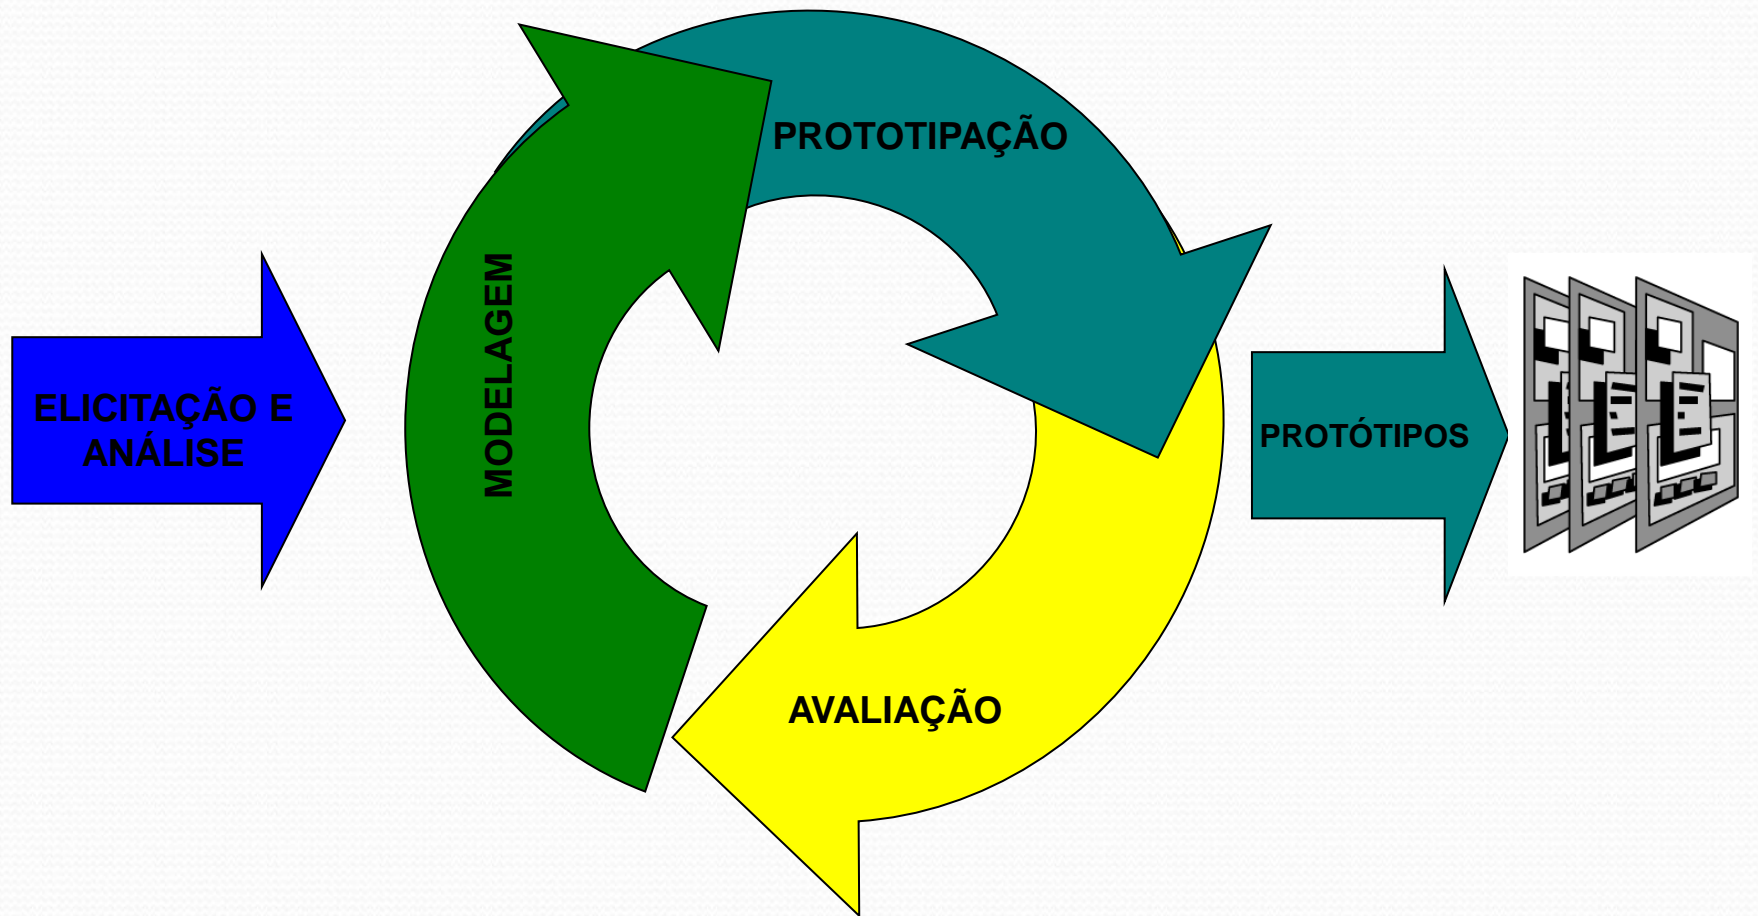 PROTOTIPAÇÃO
MODELAGEM
ELICITAÇÃO E
ANÁLISE
PROTÓTIPOS
AVALIAÇÃO